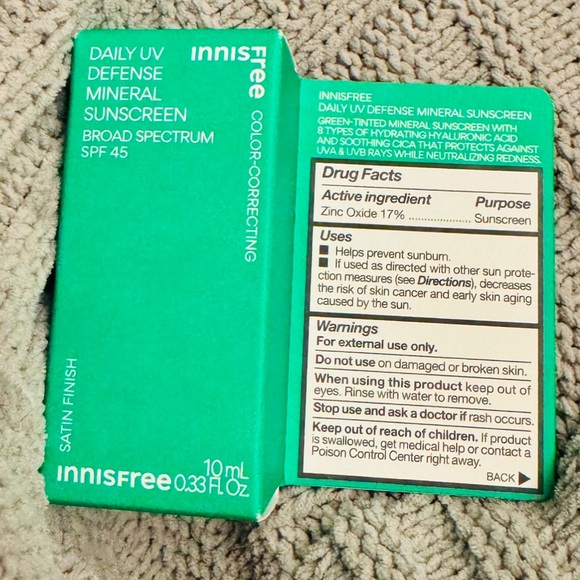 DAILY UV
DEFENSE
MINERAL
SUNSCREEN
BROAD SPECTRUM
SPF 45
innisfree
COLOR-CORRECTING
SATIN FINISH
innisfree
10 mL
0.33 Fl. Oz
INNISFREE
DAILY UV DEFENSE MINERAL SUNSCREEN
GREEN-TINTED MINERAL SUNSCREEN WITH
8 TYPES OF HYDRATING HYALURONIC ACID
AND SOOTHING CICA THAT PROTECTS AGAINST
UVA & UVB RAYS WHILE NEUTRALIZING REDNESS.
Drug Facts
Active ingredient Purpose
Zinc Oxide 17% ..................... Sunscreen
Uses
■ Helps prevent sunburn.
■ If used as directed with other sun prote-
ction measures (see Directions), decreases
the risk of skin cancer and early skin aging
caused by the sun.
Warnings
For external use only.
Do not use on damaged or broken skin.
When using this product keep out of
eyes. Rinse with water to remove.
Stop use and ask a doctor if rash occurs.
Keep out of reach of children. If product
is swallowed, get medical help or contact a
Poison Control Center right away.
BACK ▶